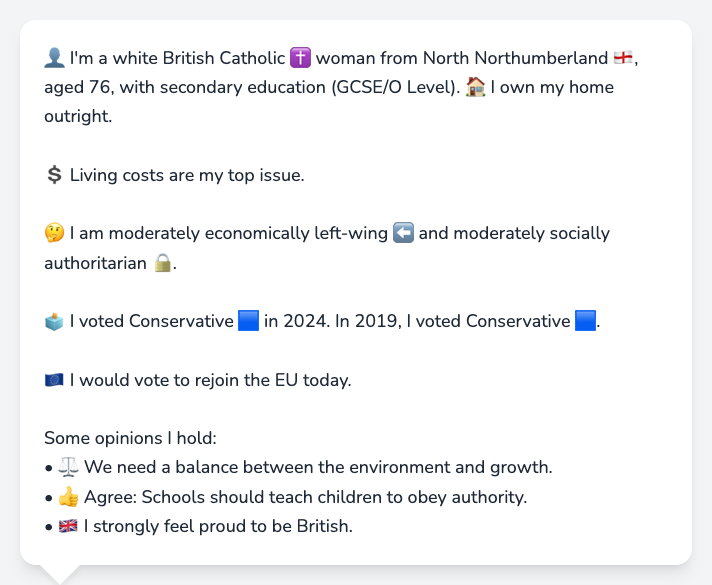 👤 I'm a white British Catholic ✝️ woman from North Northumberland 🏴󠁧󠁢󠁥󠁮󠁧󠁿,
aged 76, with secondary education (GCSE/O Level). 🏠 I own my home
outright.
💲 Living costs are my top issue.
🤔 I am moderately economically left-wing ⬅️ and moderately socially
authoritarian 🔒.
🗳️ I voted Conservative 🟦 in 2024. In 2019, I voted Conservative 🟦.
🇪🇺 I would vote to rejoin the EU today.
Some opinions I hold:
• ⚖️ We need a balance between the environment and growth.
• 👍 Agree: Schools should teach children to obey authority.
• 🇬🇧 I strongly feel proud to be British.